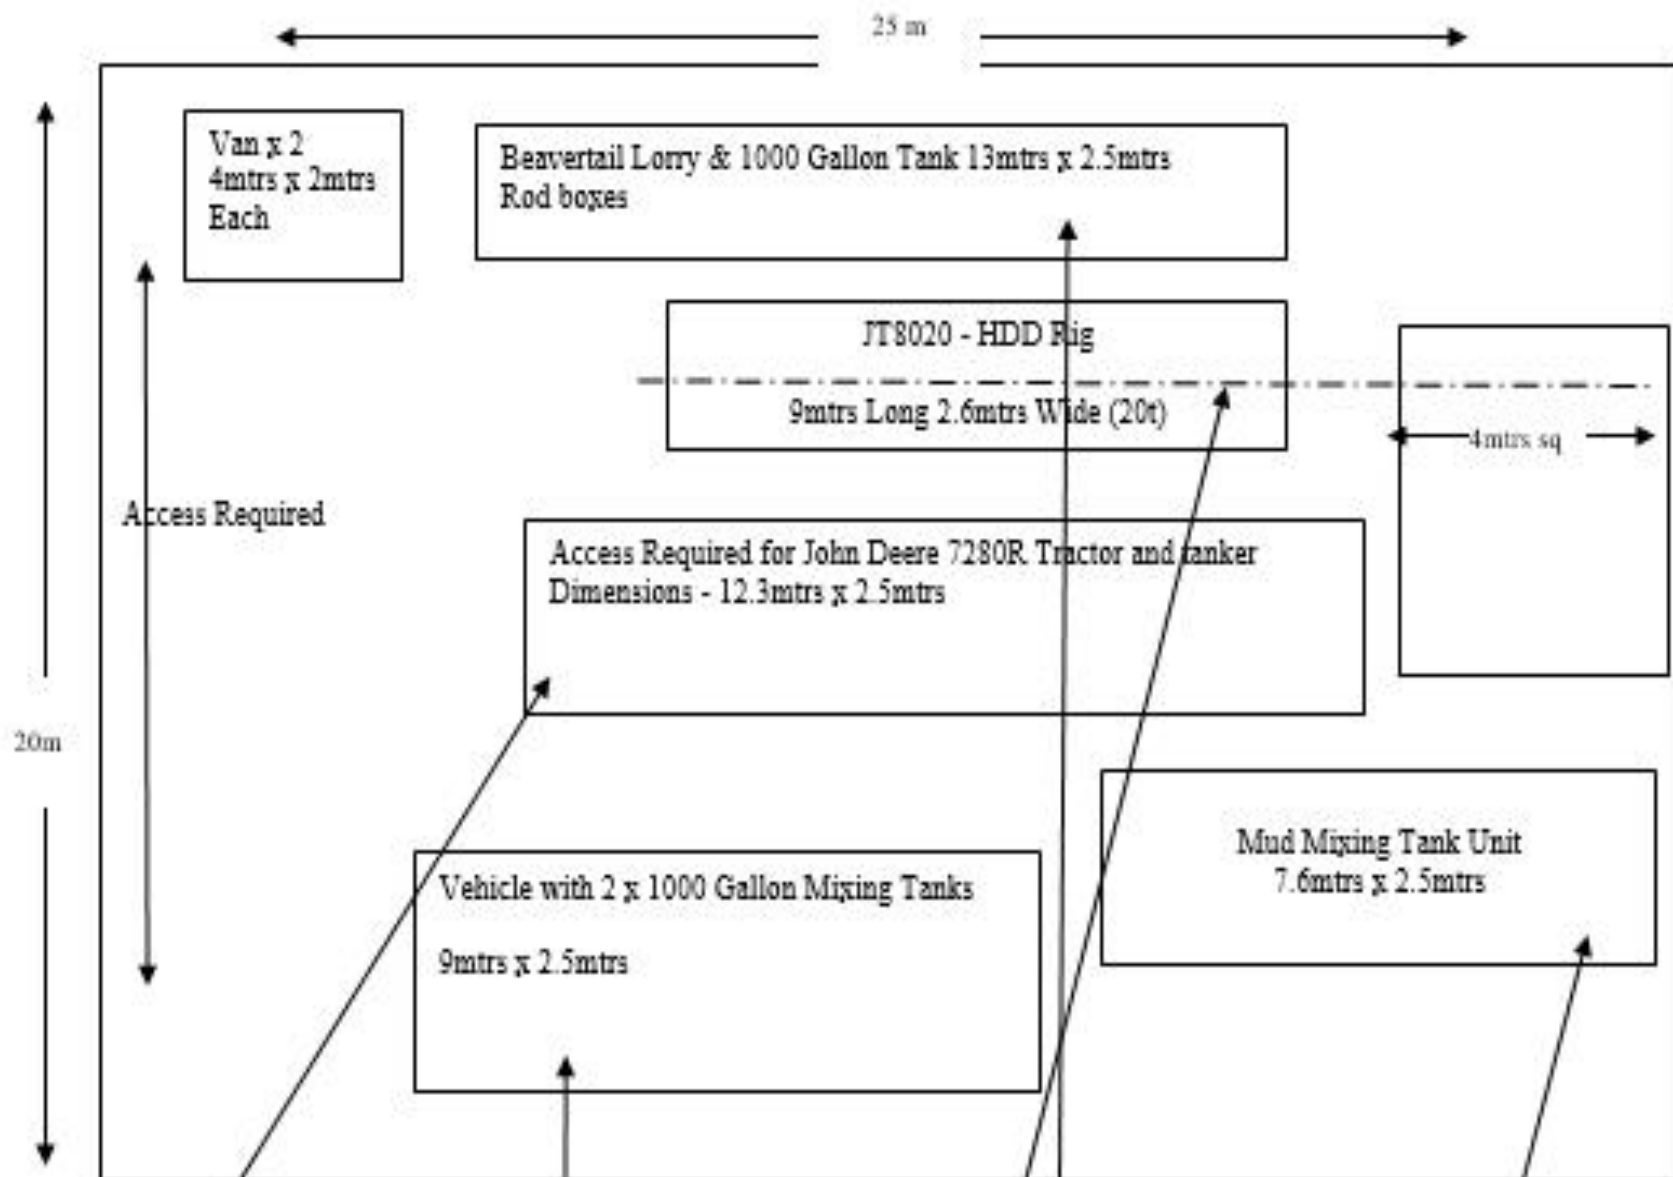 25 m
Van x 2
4mtrs x 2mtrs
Each
Beavertail Lorry & 1000 Gallon Tank 13mtrs x 2.5mtrs
Rod boxes
JT8020 - HDD Rig
9mtrs Long 2.6mtrs Wide (20t)
4mtrs sq
Access Required
Access Required for John Deere 7280R Tractor and tanker
Dimensions - 12.3mtrs x 2.5mtrs
20m
Mud Mixing Tank Unit
7.6mtrs x 2.5mtrs
Vehicle with 2 x 1000 Gallon Mixing Tanks
9mtrs x 2.5mtrs